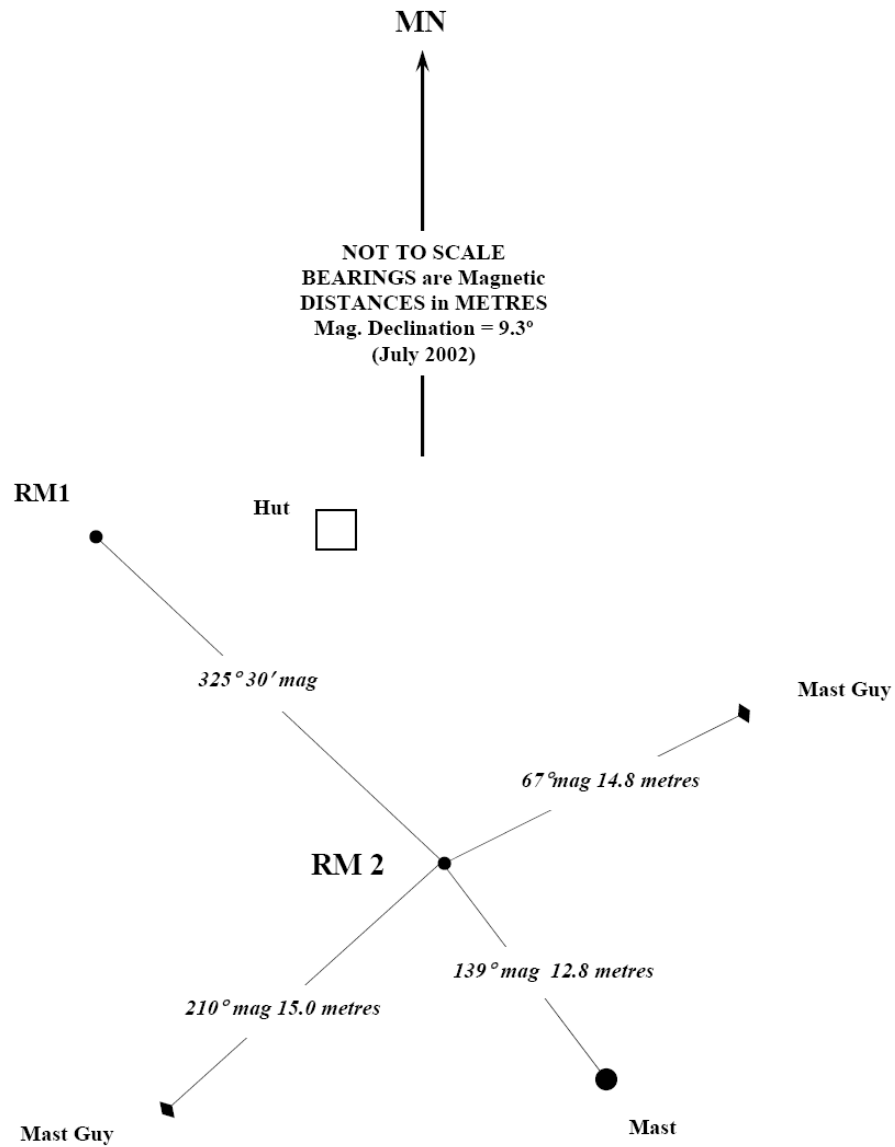 MN
NOT TO SCALE
BEARINGS are Magnetic
DISTANCES in METRES
Mag. Declination = 9.3º
(July 2002)
RM1
Hut
325° 30′ mag
Mast Guy
67°mag 14.8 metres
RM 2
139° mag 12.8 metres
210° mag 15.0 metres
Mast Guy
Mast